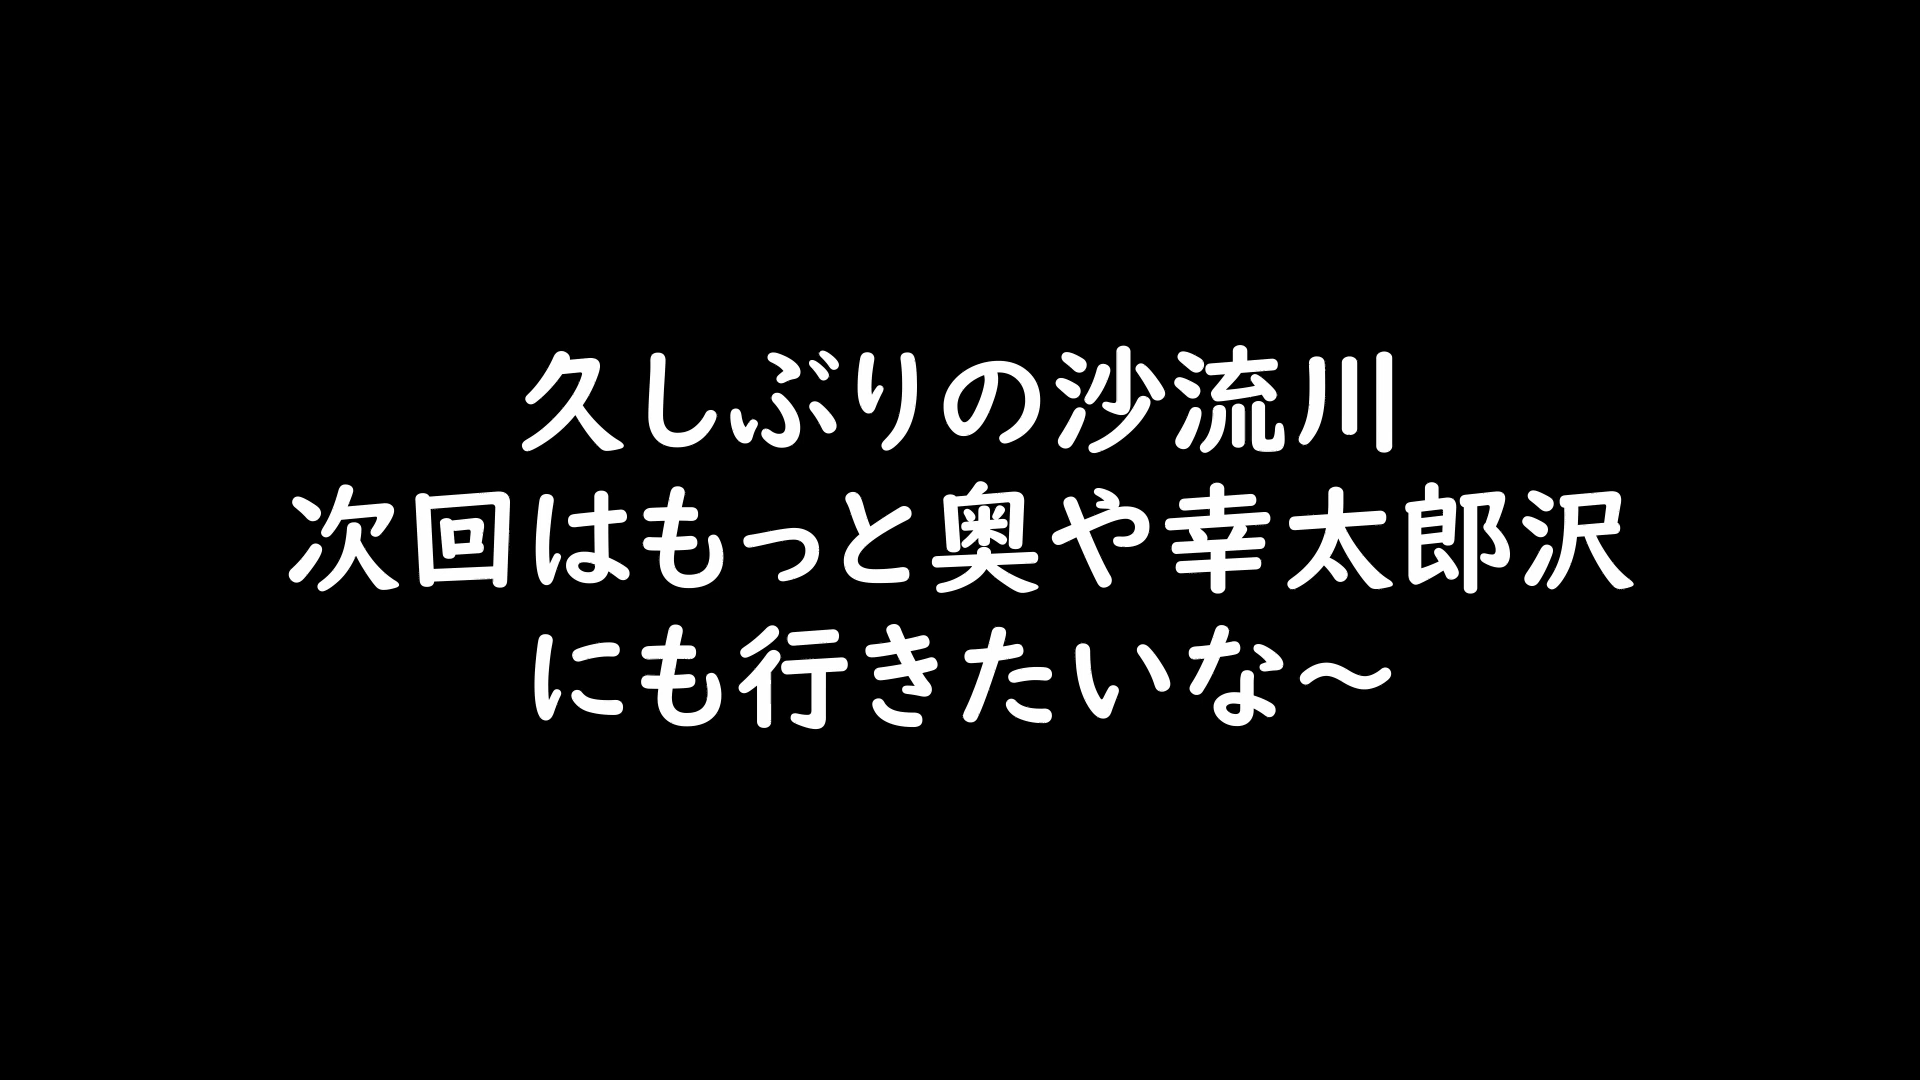 久しぶりの沙流川
次回はもっと奥や幸太郎沢
にも行きたいな～